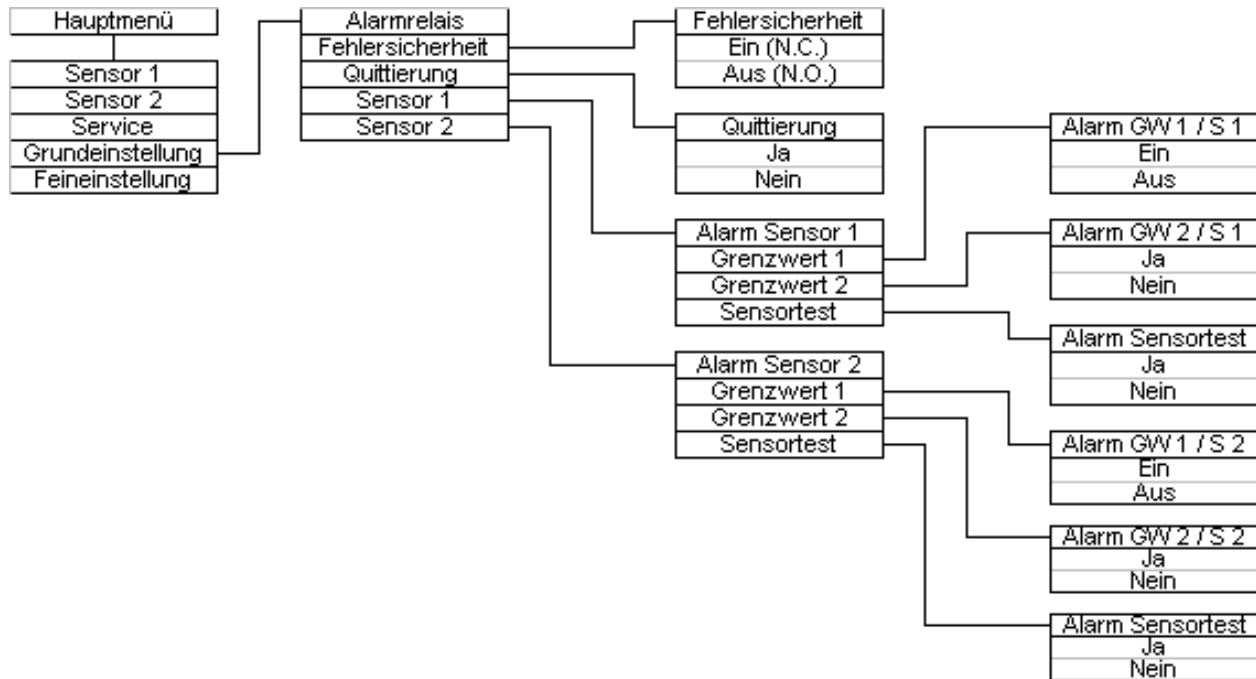 Hauptmenü
Sensor 1
Sensor 2
Service
Grundeinstellung
Feineinstellung
Alarmrelais
Fehlersicherheit
Quittierung
Sensor 1
Sensor 2
Fehlersicherheit
Ein (N.C.)
Aus (N.O.)
Quittierung
Ja
Nein
Alarm Sensor 1
Grenzwert 1
Grenzwert 2
Sensortest
Alarm Sensor 2
Grenzwert 1
Grenzwert 2
Sensortest
Alarm GW 1 / S 1
Ein
Aus
Alarm GW 2 / S 1
Ja
Nein
Alarm Sensortest
Ja
Nein
Alarm GW 1 / S 2
Ein
Aus
Alarm GW 2 / S 2
Ja
Nein
Alarm Sensortest
Ja
Nein